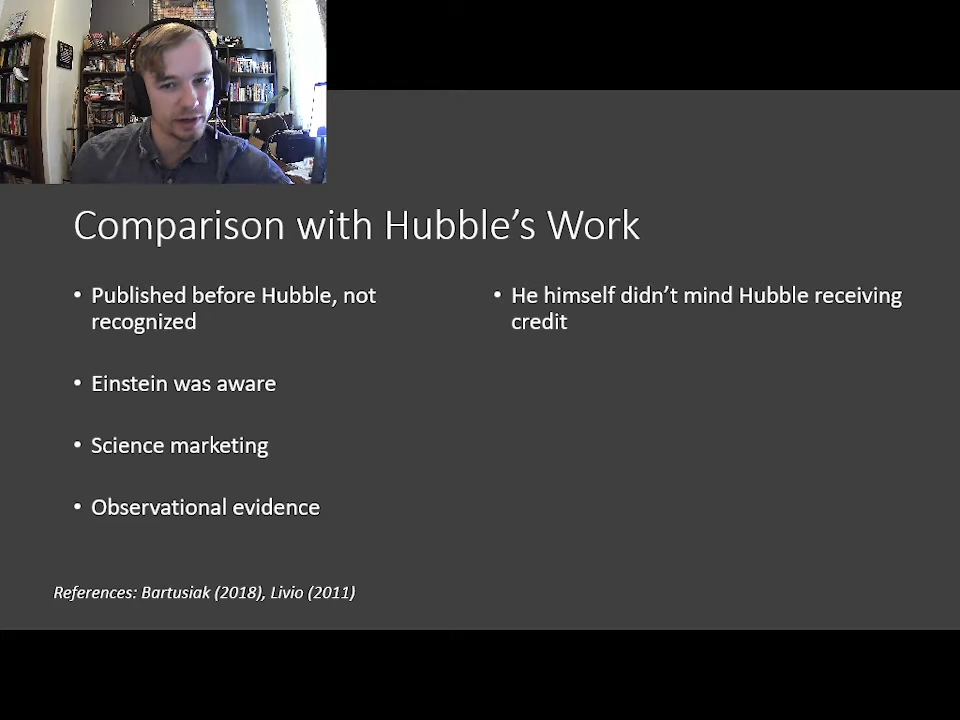 Comparison with Hubble’s Work
• Published before Hubble, not
recognized
• Einstein was aware
• Science marketing
• Observational evidence
• He himself didn’t mind Hubble receiving
credit
References: Bartusiak (2018), Livio (2011)